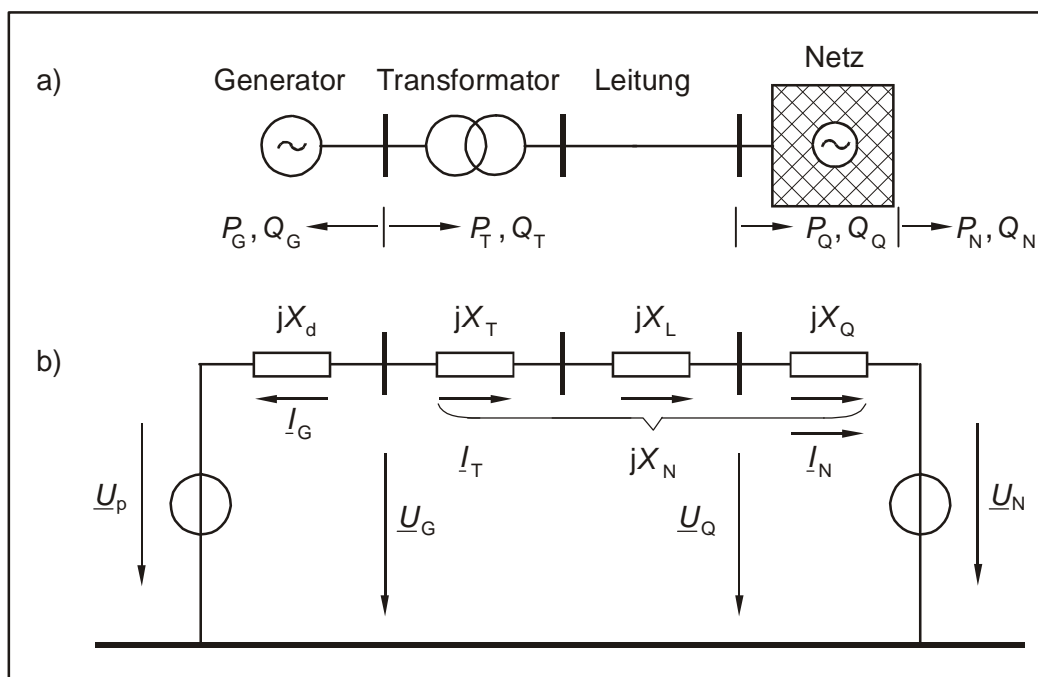 a)
Generator Transformator Leitung Netz
~ ~
P_G, Q_G P_T, Q_T P_Q, Q_Q P_N, Q_N
b)
jX_d jX_T jX_L jX_Q
I_G I_T jX_N I_N
U_p U_G U_Q U_N